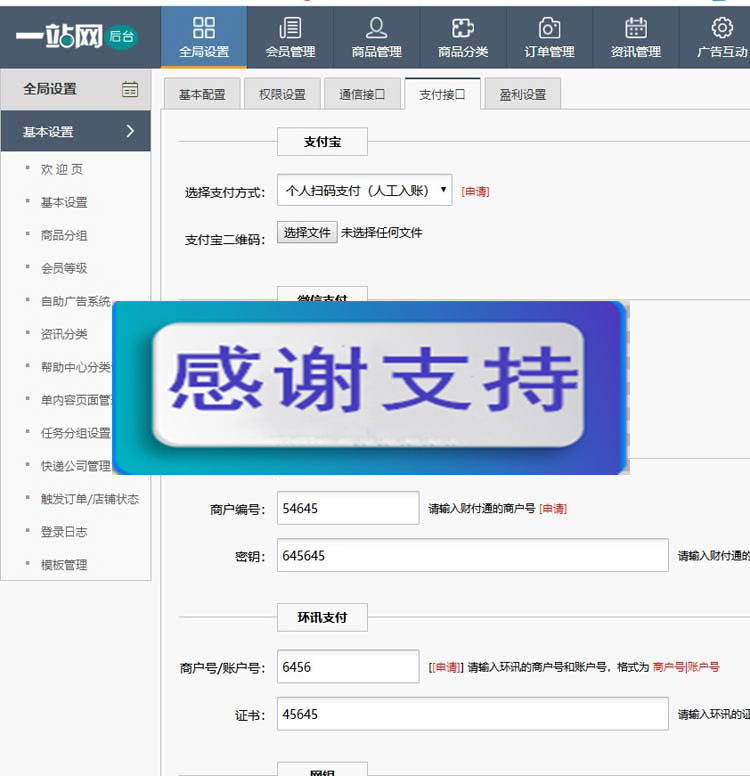 一站网 后台
全局设置 会员管理 商品管理 商品分类 订单管理 资讯管理 广告互动
全局设置
基本设置
欢 迎 页
基本设置
商品分组
会员等级
自助广告系统
资讯分类
帮助中心分类
单内容页面管
任务分组设置
快递公司管理
触发订单/店铺状态
登录日志
模板管理
基本配置 权限设置 通信接口 支付接口 盈利设置
支付宝
选择支付方式： 个人扫码支付（人工入账） [申请]
支付宝二维码： 选择文件 未选择任何文件
微信支付
感谢支持
商户编号： 54645 请输入财付通的商户号 [申请]
密钥： 645645 请输入财付通的
环讯支付
商户号/账户号： 6456 [[申请]] 请输入环讯的商户号和账户号，格式为 商户号|账户号
证书： 45645 请输入环讯的证
网银